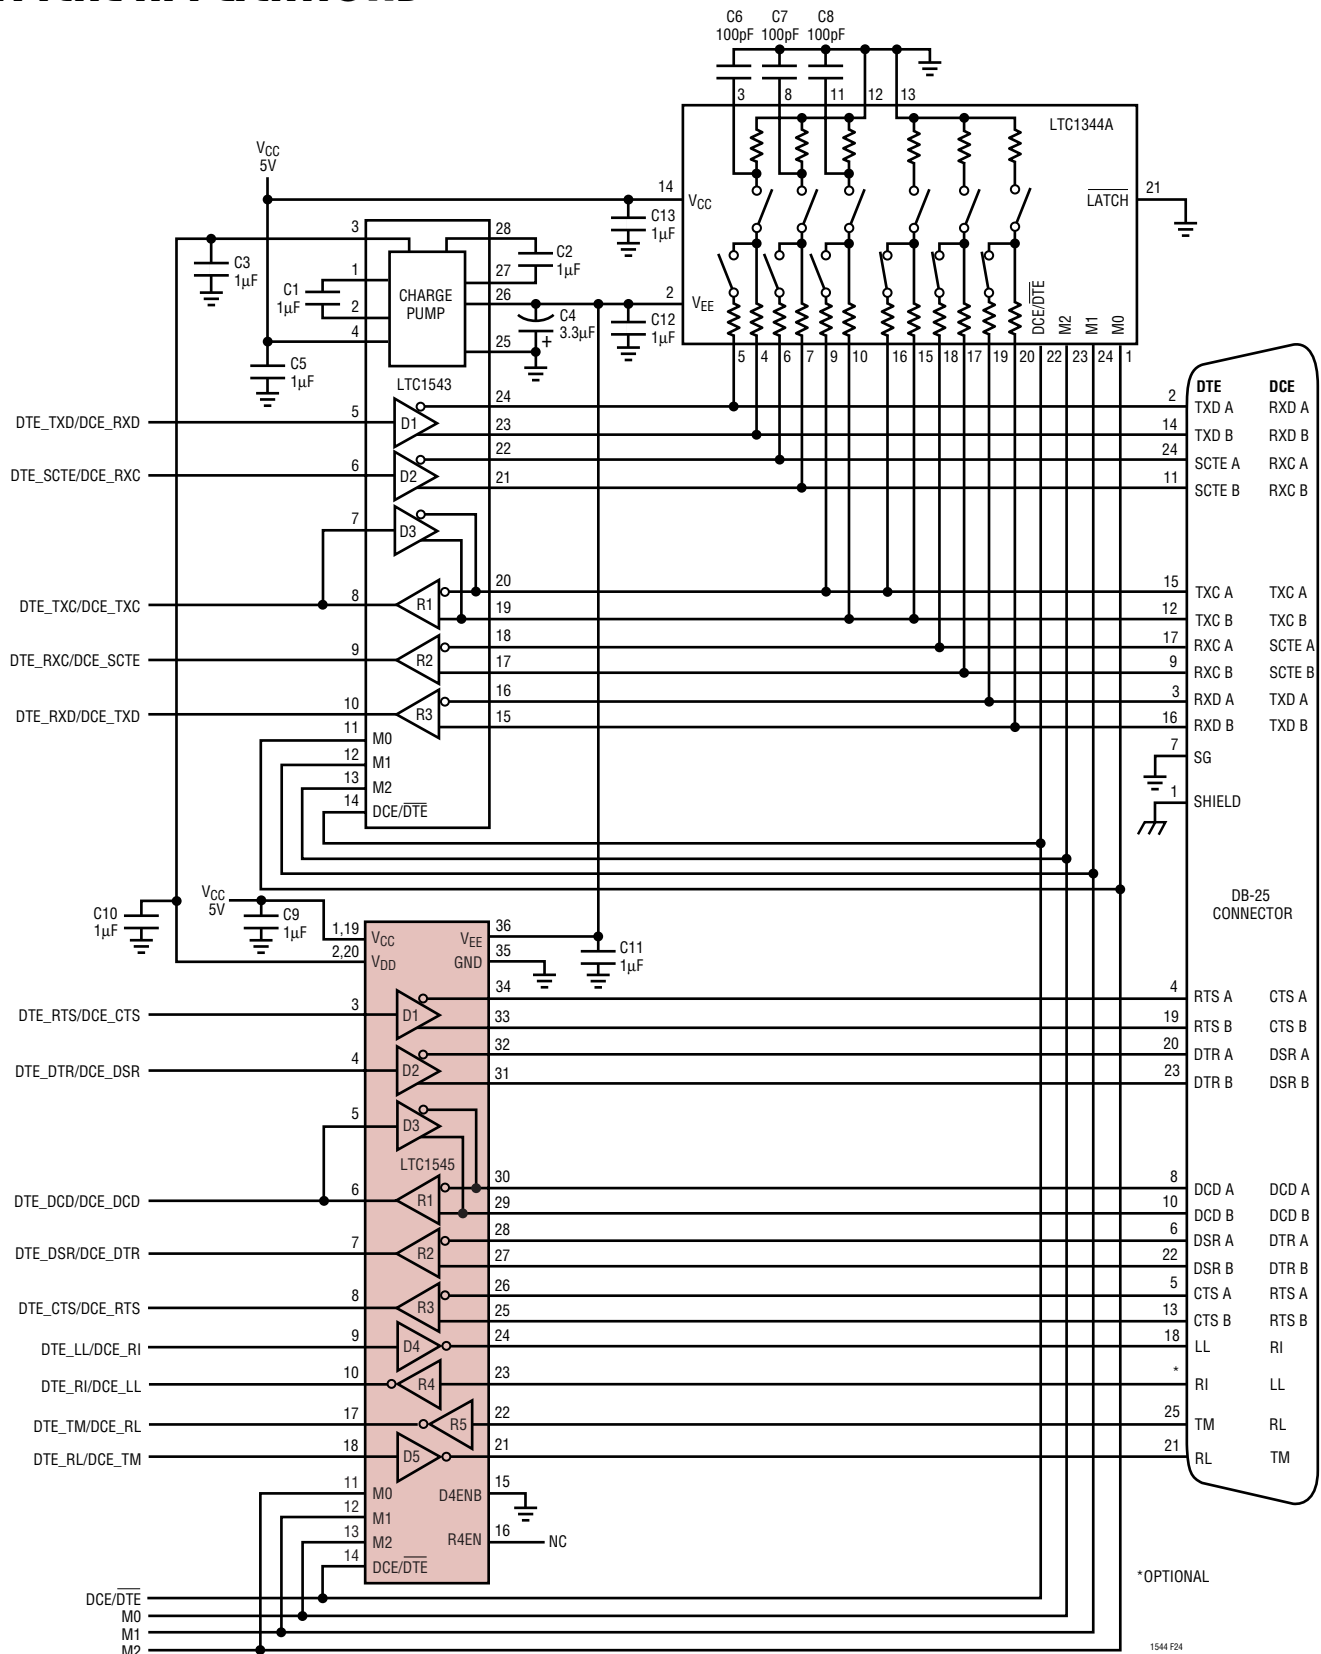 C6 C7 C8
100pF 100pF 100pF
3 8 11 12 13
LTC1344A
VCC
5V
14 VCC
LATCH 21
C13
1µF
3 28
C3
1µF
C2
1µF
1 27
C1
1µF
CHARGE
PUMP
2 26
C4
3.3µF
+
C12
1µF
2 VEE
DCE/DTE M2 M1 M0
4 25
C5
1µF
5 4 6 7 9 10 16 15 18 17 19 20 22 23 24 1
LTC1543
DTE DCE
DTE_TXD/DCE_RXD 5 D1 24 2 TXD A RXD A
23 14 TXD B RXD B
DTE_SCTE/DCE_RXC 6 D2 22 24 SCTE A RXC A
21 11 SCTE B RXC B
7 D3
DTE_TXC/DCE_TXC 8 R1 20 15 TXC A TXC A
19 12 TXC B TXC B
DTE_RXC/DCE_SCTE 9 R2 18 17 RXC A SCTE A
17 9 RXC B SCTE B
DTE_RXD/DCE_TXD 10 R3 16 3 RXD A TXD A
15 16 RXD B TXD B
11 M0
12 M1
13 M2
14 DCE/DTE
7 SG
1 SHIELD
DB-25
CONNECTOR
C10
1µF
VCC
5V
C9
1µF
1,19 VCC VEE 36
2,20 VDD GND 35
C11
1µF
DTE_RTS/DCE_CTS 3 D1 34 4 RTS A CTS A
33 19 RTS B CTS B
DTE_DTR/DCE_DSR 4 D2 32 20 DTR A DSR A
31 23 DTR B DSR B
5 D3
LTC1545
DTE_DCD/DCE_DCD 6 R1 30 8 DCD A DCD A
29 10 DCD B DCD B
DTE_DSR/DCE_DTR 7 R2 28 6 DSR A DTR A
27 22 DSR B DTR B
DTE_CTS/DCE_RTS 8 R3 26 5 CTS A RTS A
25 13 CTS B RTS B
DTE_LL/DCE_RI 9 D4 24 18 LL RI
DTE_RI/DCE_LL 10 R4 23 * RI LL
DTE_TM/DCE_RL 17 R5 22 25 TM RL
DTE_RL/DCE_TM 18 D5 21 21 RL TM
11 M0 D4ENB 15
12 M1
13 M2 R4EN 16 NC
14 DCE/DTE
*OPTIONAL
DCE/DTE
M0
M1
M2
1544 F24